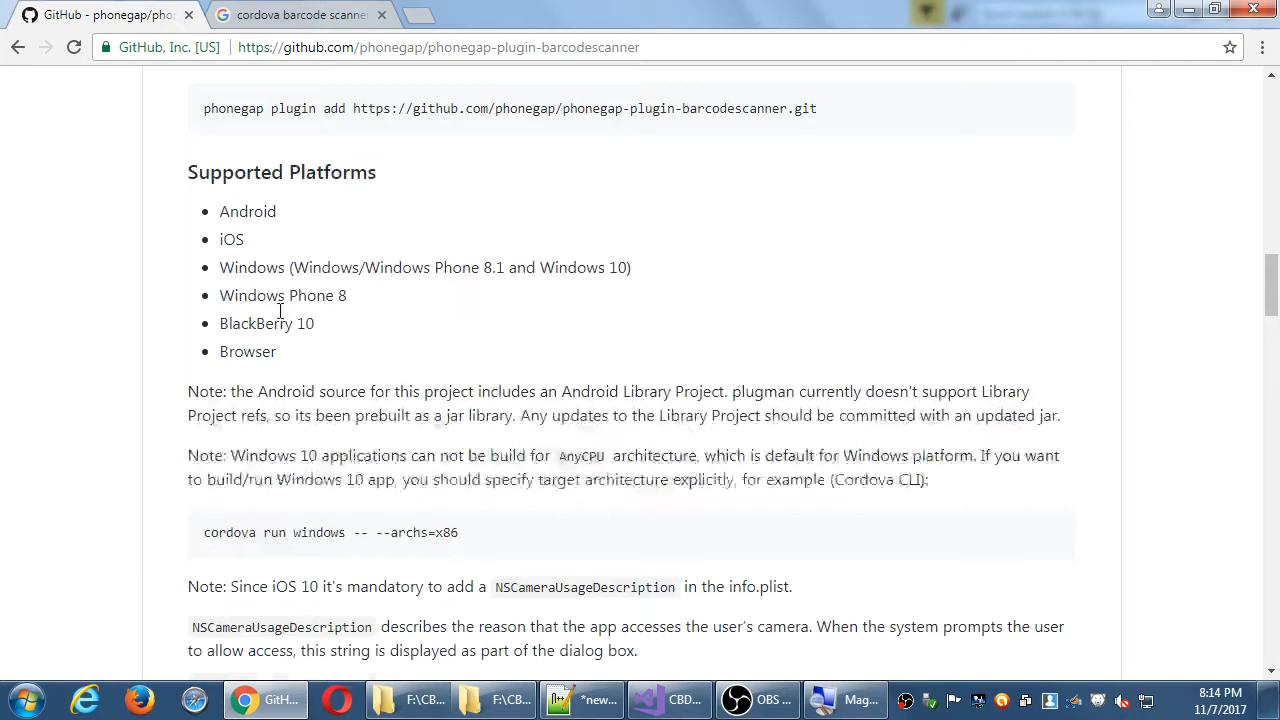 GitHub - phonegap/pho
cordova barcode scanne
GitHub, Inc. [US]
https://github.com/phonegap/phonegap-plugin-barcodescanner
phonegap plugin add https://github.com/phonegap/phonegap-plugin-barcodescanner.git
Supported Platforms
Android
iOS
Windows (Windows/Windows Phone 8.1 and Windows 10)
Windows Phone 8
BlackBerry 10
Browser
Note: the Android source for this project includes an Android Library Project. plugman currently doesn't support Library
Project refs, so its been prebuilt as a jar library. Any updates to the Library Project should be committed with an updated jar.
Note: Windows 10 applications can not be build for AnyCPU architecture, which is default for Windows platform. If you want
to build/run Windows 10 app, you should specify target architecture explicitly, for example (Cordova CLI):
cordova run windows -- --archs=x86
Note: Since iOS 10 it's mandatory to add a NSCameraUsageDescription in the info.plist.
NSCameraUsageDescription describes the reason that the app accesses the user's camera. When the system prompts the user
to allow access, this string is displayed as part of the dialog box.
GitH...
F:\CB...
F:\CB...
*new...
CBD...
OBS ...
Mag...
8:14 PM
11/7/2017